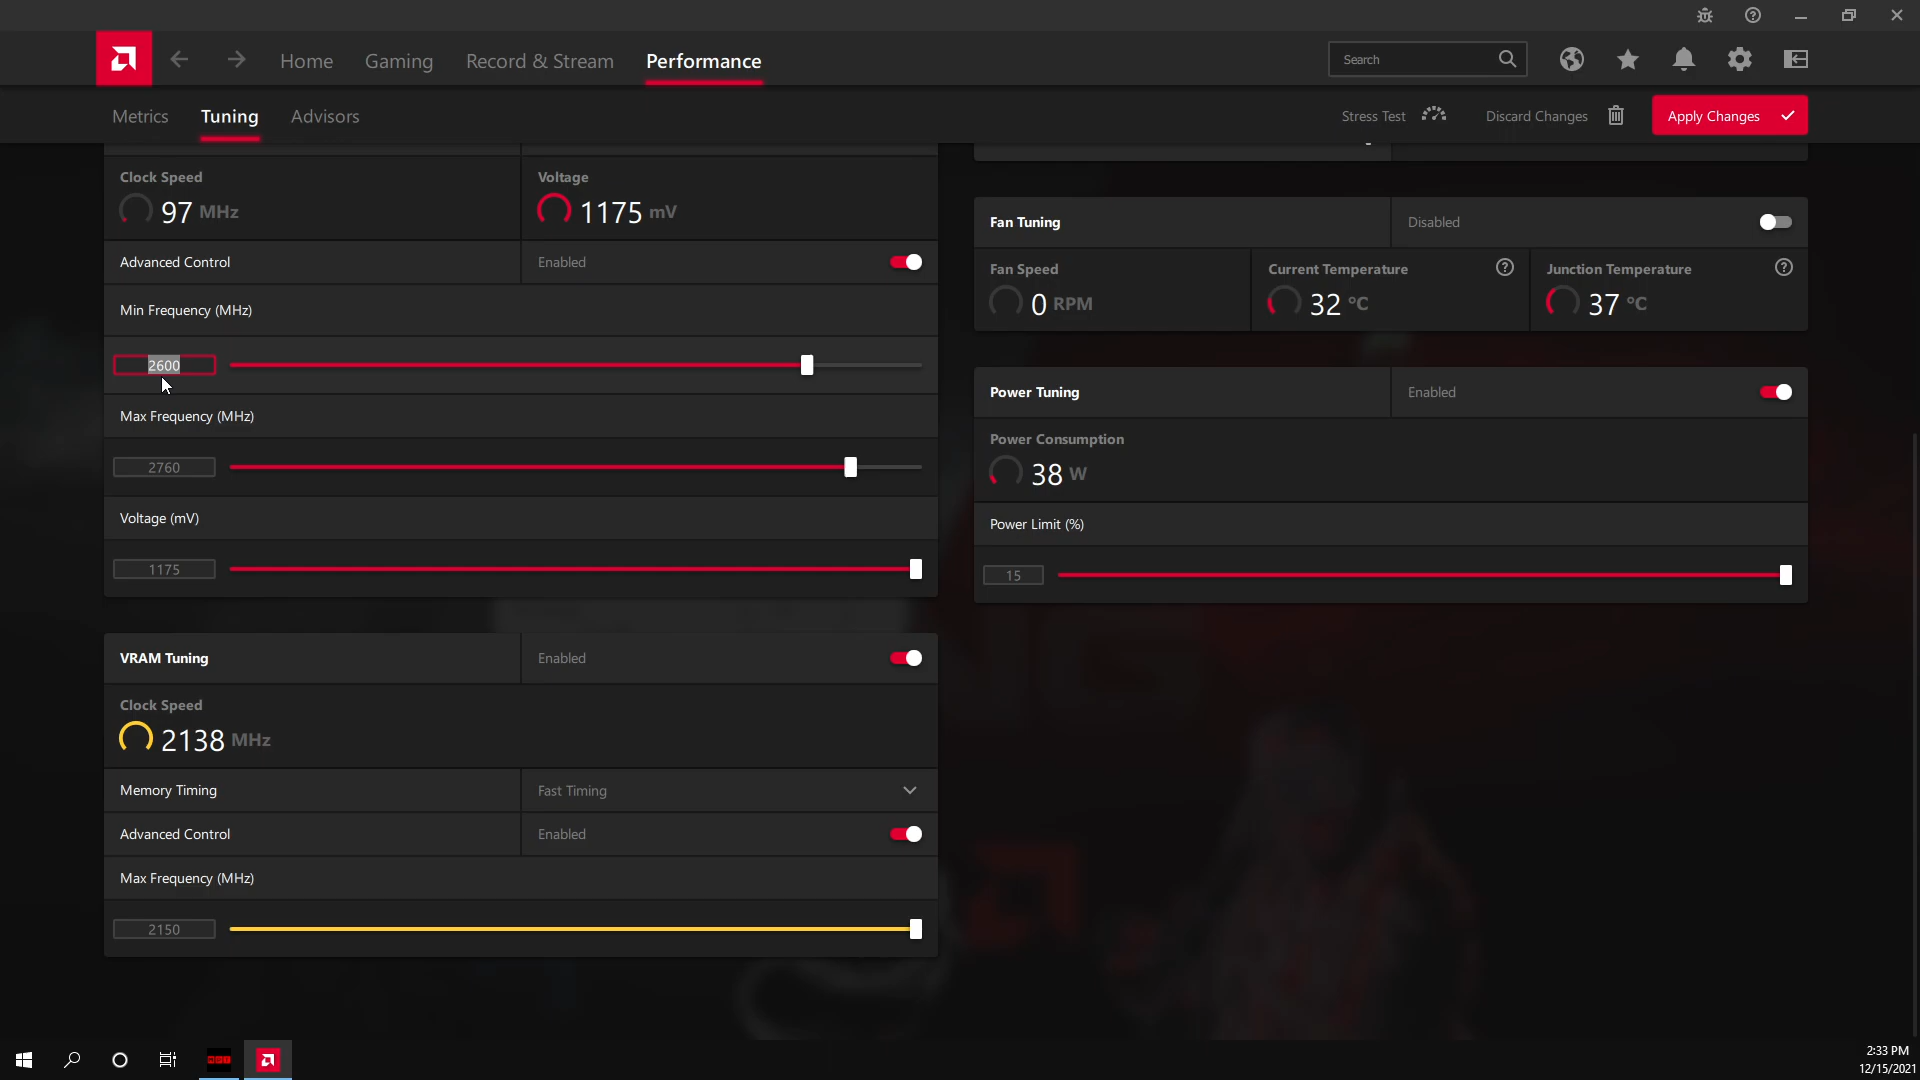 Home
Gaming
Record & Stream
Performance
Search
Metrics
Tuning
Advisors
Stress Test
Discard Changes
Apply Changes
Clock Speed
97 MHz
Voltage
1175 mV
Advanced Control
Enabled
Min Frequency (MHz)
2600
Max Frequency (MHz)
2760
Voltage (mV)
1175
VRAM Tuning
Enabled
Clock Speed
2138 MHz
Memory Timing
Fast Timing
Advanced Control
Enabled
Max Frequency (MHz)
2150
Fan Tuning
Disabled
Fan Speed
0 RPM
Current Temperature
32 °C
Junction Temperature
37 °C
Power Tuning
Enabled
Power Consumption
38 W
Power Limit (%)
15
2:33 PM
12/15/2021